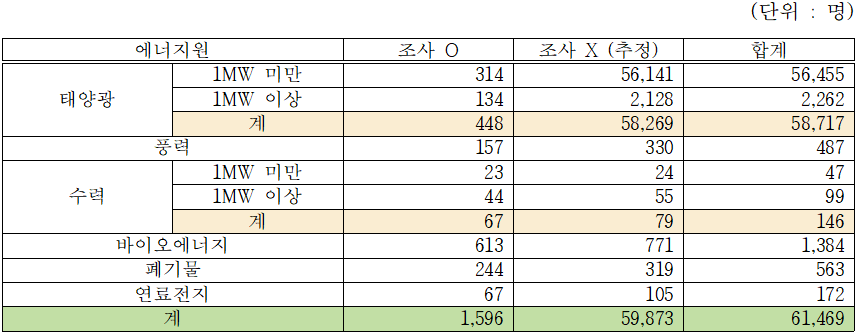 (단위 : 명)
에너지원 조사 O 조사 X (추정) 합계
태양광 1MW 미만 314 56,141 56,455
1MW 이상 134 2,128 2,262
계 448 58,269 58,717
풍력 157 330 487
수력 1MW 미만 23 24 47
1MW 이상 44 55 99
계 67 79 146
바이오에너지 613 771 1,384
폐기물 244 319 563
연료전지 67 105 172
계 1,596 59,873 61,469